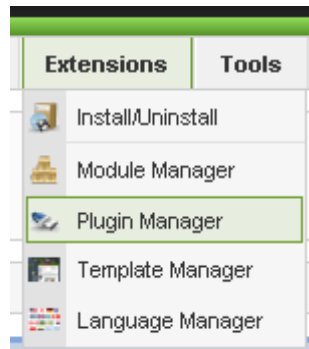 Extensions Tools
Install/Uninstall
Module Manager
Plugin Manager
Template Manager
Language Manager